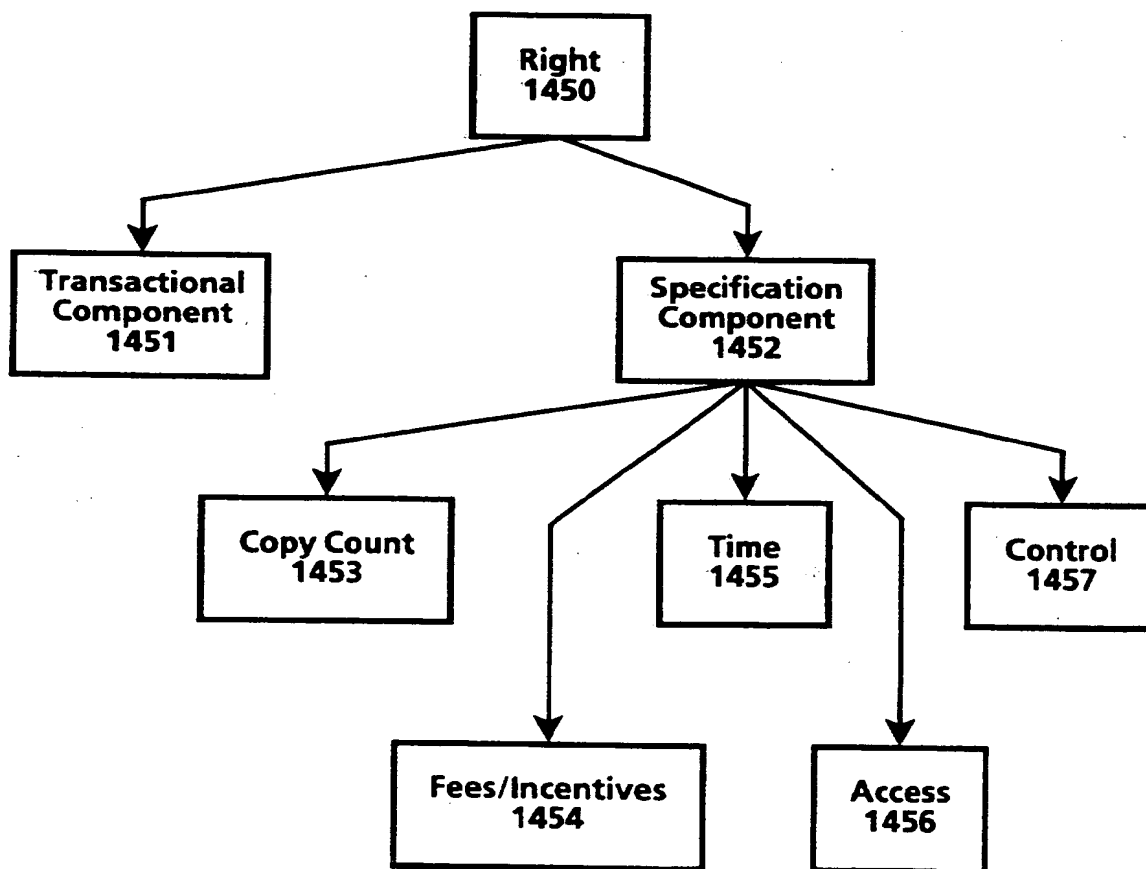 Right
1450
Transactional
Component
1451
Specification
Component
1452
Copy Count
1453
Time
1455
Control
1457
Fees/Incentives
1454
Access
1456